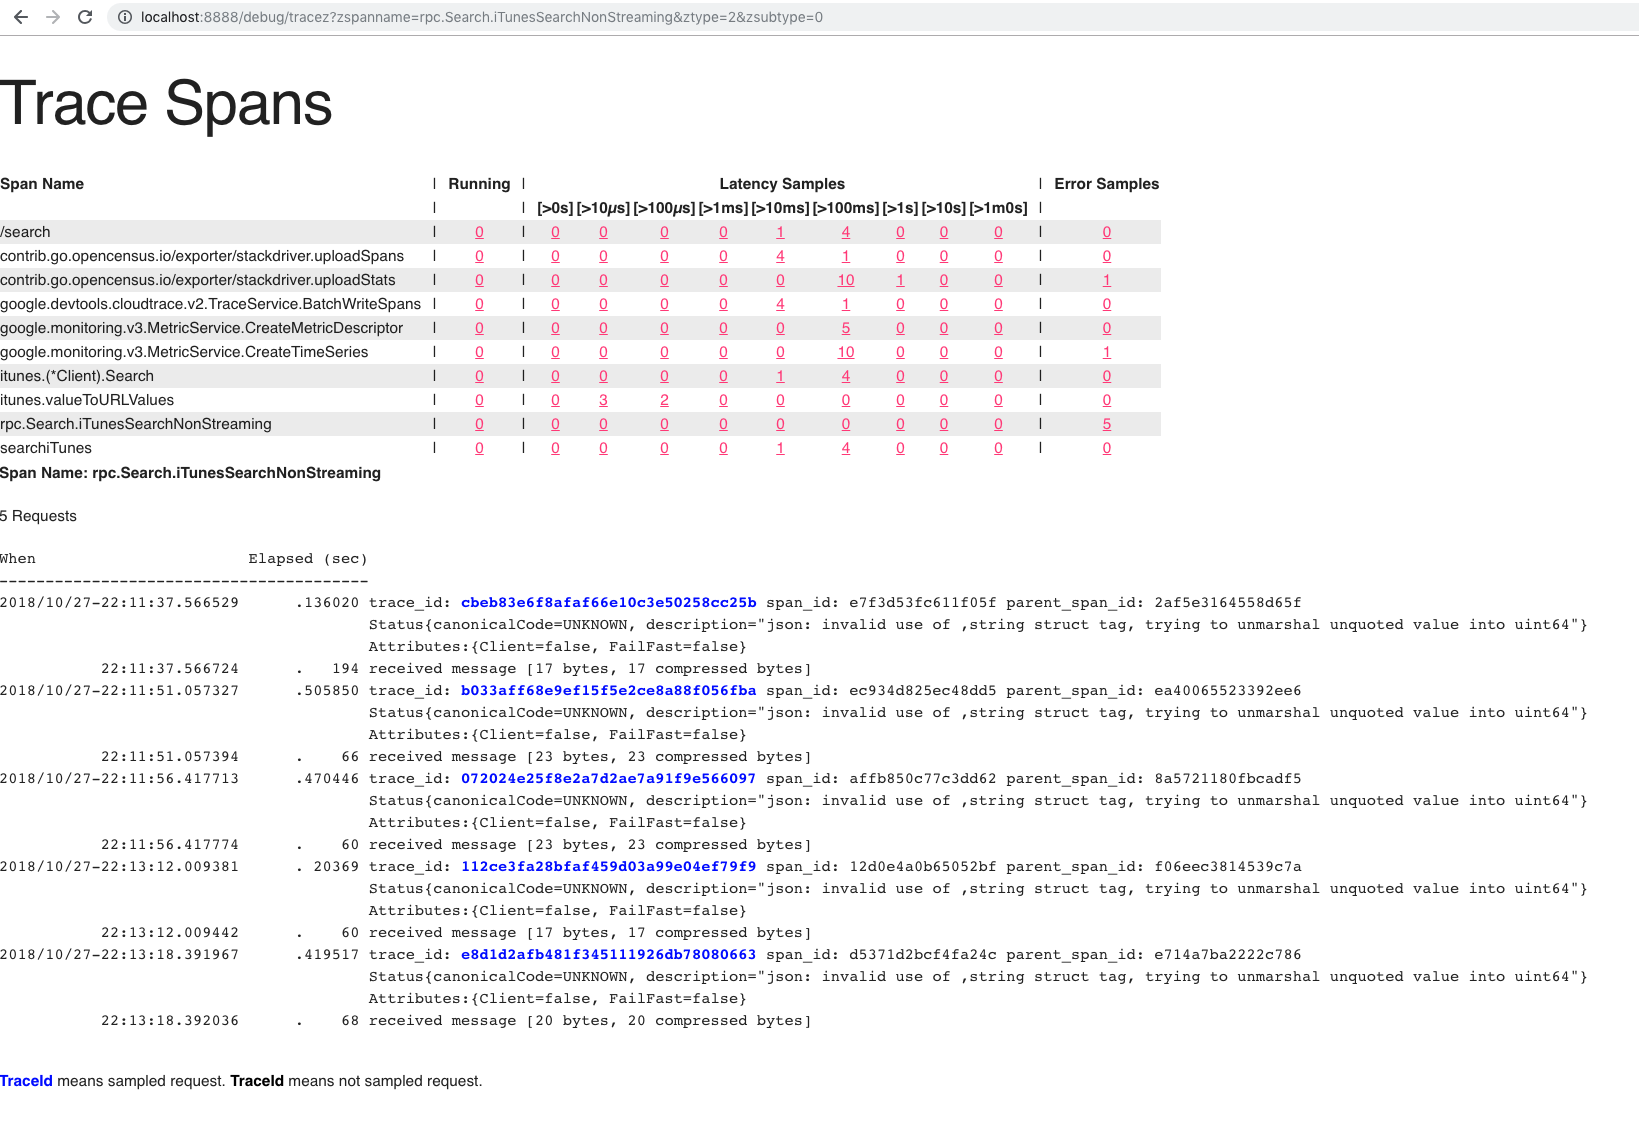 localhost:8888/debug/tracez?zspanname=rpc.Search.iTunesSearchNonStreaming&ztype=2&zsubtype=0
Trace Spans
Span Name | Running | Latency Samples | Error Samples
| | [>0s] [>10µs] [>100µs] [>1ms] [>10ms] [>100ms] [>1s] [>10s] [>1m0s] |
/search | 0 | 0 0 0 0 1 4 0 0 0 | 0
contrib.go.opencensus.io/exporter/stackdriver.uploadSpans | 0 | 0 0 0 0 4 1 0 0 0 | 0
contrib.go.opencensus.io/exporter/stackdriver.uploadStats | 0 | 0 0 0 0 0 10 1 0 0 | 1
google.devtools.cloudtrace.v2.TraceService.BatchWriteSpans | 0 | 0 0 0 0 4 1 0 0 0 | 0
google.monitoring.v3.MetricService.CreateMetricDescriptor | 0 | 0 0 0 0 0 5 0 0 0 | 0
google.monitoring.v3.MetricService.CreateTimeSeries | 0 | 0 0 0 0 0 10 0 0 0 | 1
itunes.(*Client).Search | 0 | 0 0 0 0 1 4 0 0 0 | 0
itunes.valueToURLValues | 0 | 0 3 2 0 0 0 0 0 0 | 0
rpc.Search.iTunesSearchNonStreaming | 0 | 0 0 0 0 0 0 0 0 0 | 5
searchiTunes | 0 | 0 0 0 0 1 4 0 0 0 | 0
Span Name: rpc.Search.iTunesSearchNonStreaming
5 Requests
When Elapsed (sec)
----------------------------------------
2018/10/27-22:11:37.566529 .136020 trace_id: cbeb83e6f8afaf66e10c3e50258cc25b span_id: e7f3d53fc611f05f parent_span_id: 2af5e3164558d65f
Status{canonicalCode=UNKNOWN, description="json: invalid use of ,string struct tag, trying to unmarshal unquoted value into uint64"}
Attributes:{Client=false, FailFast=false}
22:11:37.566724 . 194 received message [17 bytes, 17 compressed bytes]
2018/10/27-22:11:51.057327 .505850 trace_id: b033aff68e9ef15f5e2ce8a88f056fba span_id: ec934d825ec48dd5 parent_span_id: ea40065523392ee6
Status{canonicalCode=UNKNOWN, description="json: invalid use of ,string struct tag, trying to unmarshal unquoted value into uint64"}
Attributes:{Client=false, FailFast=false}
22:11:51.057394 . 66 received message [23 bytes, 23 compressed bytes]
2018/10/27-22:11:56.417713 .470446 trace_id: 072024e25f8e2a7d2ae7a91f9e566097 span_id: affb850c77c3dd62 parent_span_id: 8a5721180fbcadf5
Status{canonicalCode=UNKNOWN, description="json: invalid use of ,string struct tag, trying to unmarshal unquoted value into uint64"}
Attributes:{Client=false, FailFast=false}
22:11:56.417774 . 60 received message [23 bytes, 23 compressed bytes]
2018/10/27-22:13:12.009381 . 20369 trace_id: 112ce3fa28bfaf459d03a99e04ef79f9 span_id: 12d0e4a0b65052bf parent_span_id: f06eec3814539c7a
Status{canonicalCode=UNKNOWN, description="json: invalid use of ,string struct tag, trying to unmarshal unquoted value into uint64"}
Attributes:{Client=false, FailFast=false}
22:13:12.009442 . 60 received message [17 bytes, 17 compressed bytes]
2018/10/27-22:13:18.391967 .419517 trace_id: e8d1d2afb481f345111926db78080663 span_id: d5371d2bcf4fa24c parent_span_id: e714a7ba2222c786
Status{canonicalCode=UNKNOWN, description="json: invalid use of ,string struct tag, trying to unmarshal unquoted value into uint64"}
Attributes:{Client=false, FailFast=false}
22:13:18.392036 . 68 received message [20 bytes, 20 compressed bytes]
TraceId means sampled request. TraceId means not sampled request.